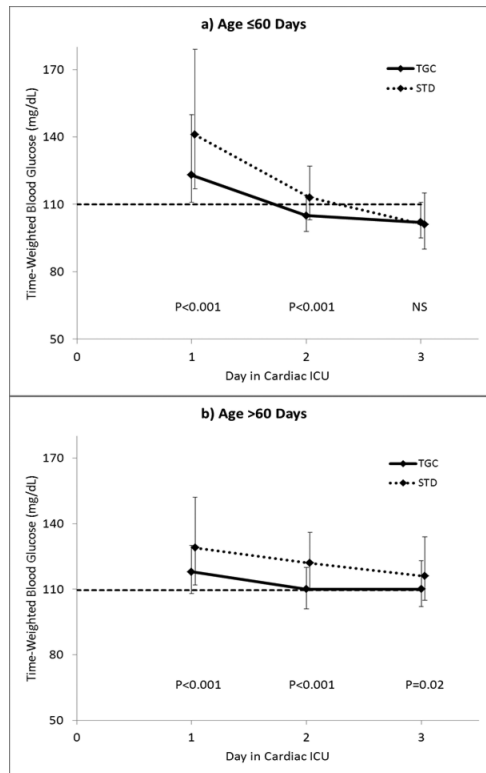 a) Age ≤60 Days
Time-Weighted Blood Glucose (mg/dL)
170
140
110
80
50
TGC
STD
P<0.001 P<0.001 NS
0 1 2 3
Day in Cardiac ICU
b) Age >60 Days
Time-Weighted Blood Glucose (mg/dL)
170
140
110
80
50
TGC
STD
P<0.001 P<0.001 P=0.02
0 1 2 3
Day in Cardiac ICU